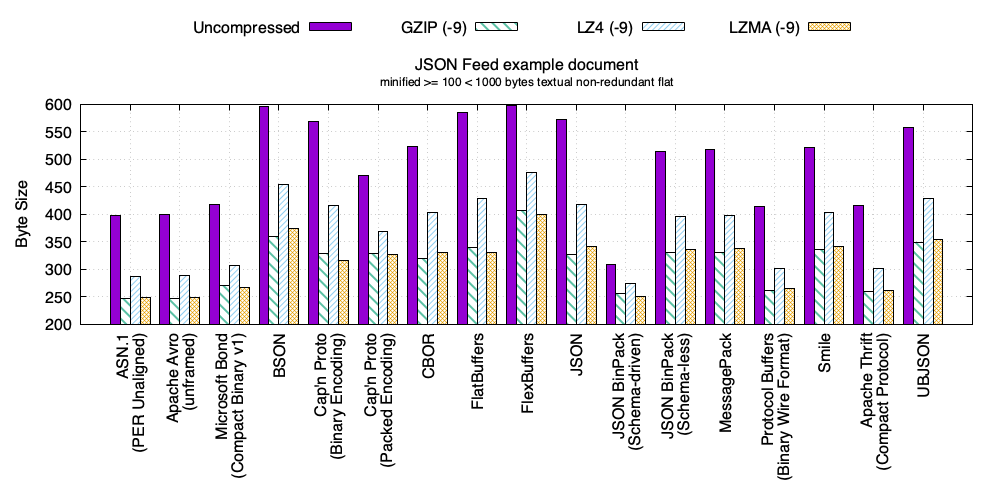 Uncompressed GZIP (-9) LZ4 (-9) LZMA (-9)
JSON Feed example document
minified >= 100 < 1000 bytes textual non-redundant flat
Byte Size
600
550
500
450
400
350
300
250
200
ASN.1
(PER Unaligned)
Apache Avro
(unframed)
Microsoft Bond
(Compact Binary v1)
BSON
Cap'n Proto
(Binary Encoding)
Cap'n Proto
(Packed Encoding)
CBOR
FlatBuffers
FlexBuffers
JSON
JSON BinPack
(Schema-driven)
JSON BinPack
(Schema-less)
MessagePack
Protocol Buffers
(Binary Wire Format)
Smile
Apache Thrift
(Compact Protocol)
UBJSON